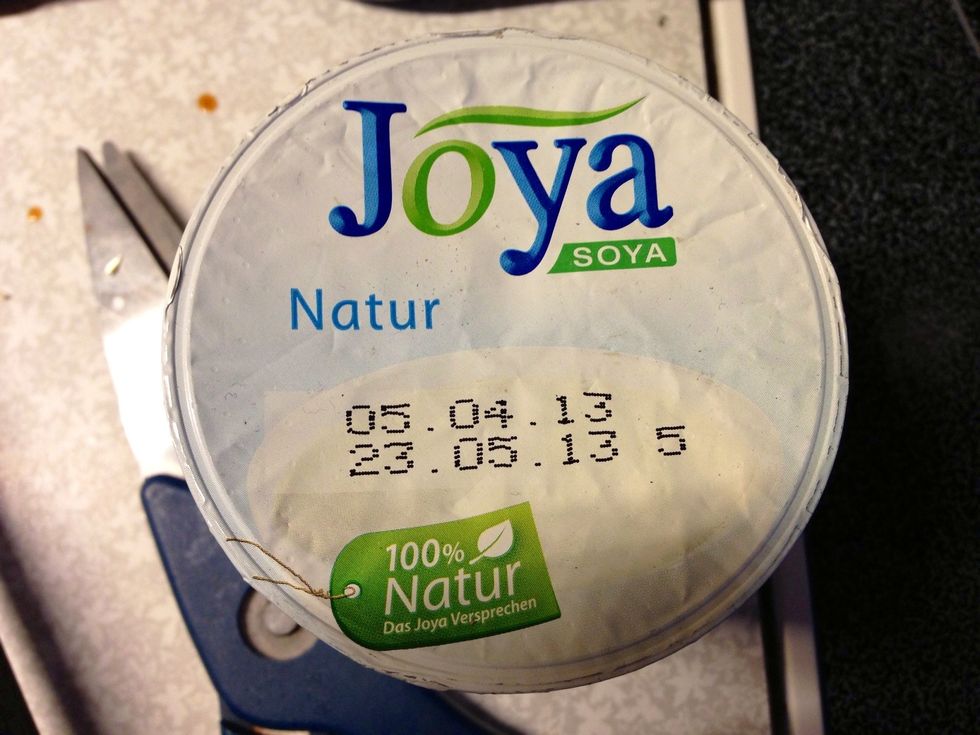 Joya
SOYA
Natur
05.04.13
23.05.13 5
100%
Natur
Das Joya Versprechen